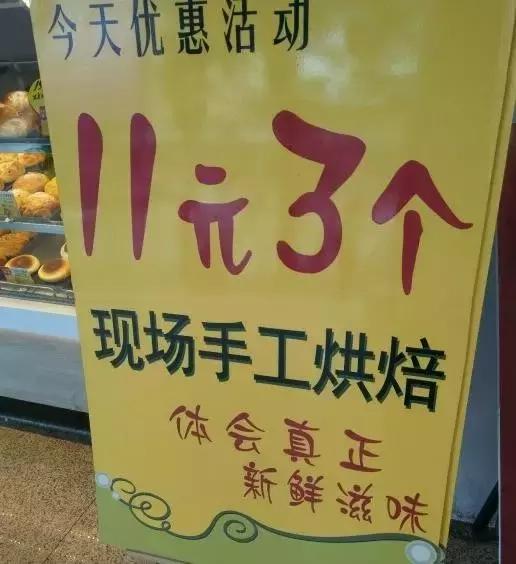 今天优惠活动
11元3个
现场手工烘焙
体会真正
新鲜滋味